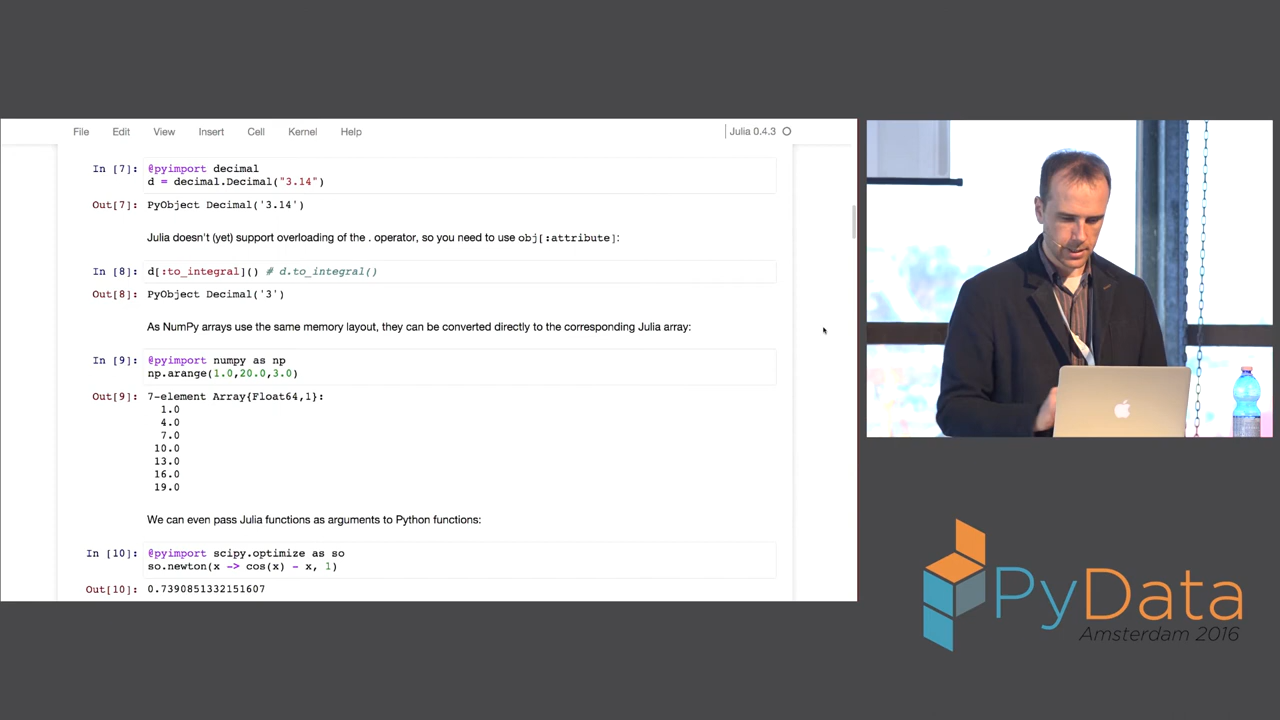 File Edit View Insert Cell Kernel Help
Julia 0.4.3
In [7]: @pyimport decimal
d = decimal.Decimal("3.14")
Out[7]: PyObject Decimal('3.14')
Julia doesn't (yet) support overloading of the . operator, so you need to use obj[:attribute]:
In [8]: d[:to_integral]() # d.to_integral()
Out[8]: PyObject Decimal('3')
As NumPy arrays use the same memory layout, they can be converted directly to the corresponding Julia array:
In [9]: @pyimport numpy as np
np.arange(1.0,20.0,3.0)
Out[9]: 7-element Array{Float64,1}:
1.0
4.0
7.0
10.0
13.0
16.0
19.0
We can even pass Julia functions as arguments to Python functions:
In [10]: @pyimport scipy.optimize as so
so.newton(x -> cos(x) - x, 1)
Out[10]: 0.7390851332151607
PyData
Amsterdam 2016